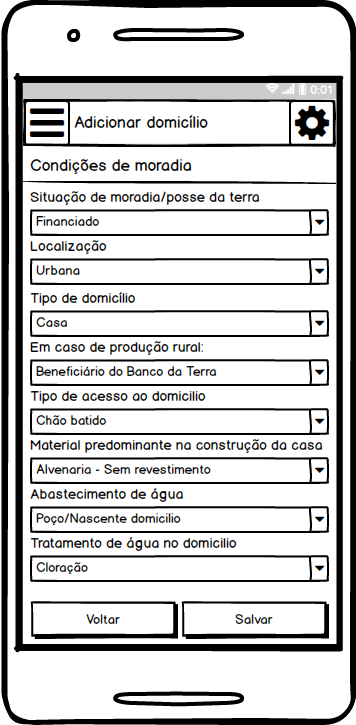 0:01
Adicionar domicílio
Condições de moradia
Situação de moradia/posse da terra
Financiado
Localização
Urbana
Tipo de domicílio
Casa
Em caso de produção rural:
Beneficiário do Banco da Terra
Tipo de acesso ao domicilio
Chão batido
Material predominante na construção da casa
Alvenaria - Sem revestimento
Abastecimento de água
Poço/Nascente domicilio
Tratamento de água no domicilio
Cloração
Voltar Salvar